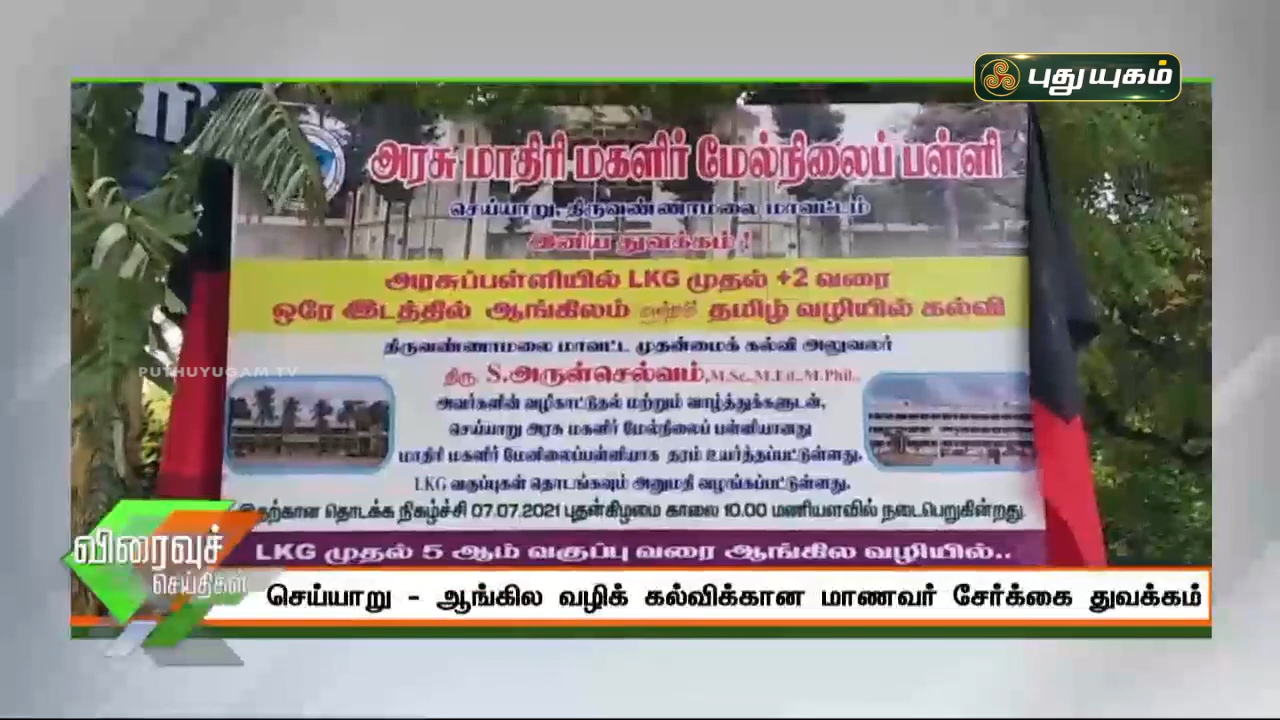 புதுயுகம்
அரசு மாதிரி மகளிர் மேல்நிலைப் பள்ளி
செய்யாறு, திருவண்ணாமலை மாவட்டம்
இனிய துவக்கம் !
அரசுப்பள்ளியில் LKG முதல் +2 வரை
ஒரே இடத்தில் ஆங்கிலம் மற்றும் தமிழ் வழியில் கல்வி
திருவண்ணாமலை மாவட்ட முதன்மைக் கல்வி அலுவலர்
PUTHUYUGAM TV
திரு. S.அருன்செல்வம்,M.Sc.,M.Ed.,M.Phil.,
அவர்களின் வழிகாட்டுதல் மற்றும் வாழ்த்துக்களுடன்,
செய்யாறு அரசு மகளிர் மேல்நிலைப் பள்ளியானது
மாதிரி மகளிர் மேனிலைப்பள்ளியாக தரம் உயர்த்தப்பட்டுள்ளது.
LKG வகுப்புகள் தொடங்கவும் அனுமதி வழங்கப்பட்டுள்ளது.
இதற்கான தொடக்க நிகழ்ச்சி 07.07.2021 புதன்கிழமை காலை 10.00 மணியளவில் நடைபெறுகின்றது.
LKG முதல் 5 ஆம் வகுப்பு வரை ஆங்கில வழியில்..
விரைவுச்
செய்திகள்
செய்யாறு - ஆங்கில வழிக் கல்விக்கான மாணவர் சேர்க்கை துவக்கம்